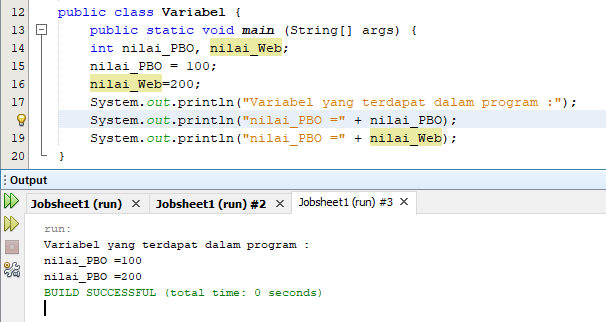 12 public class Variabel {
13 public static void main (String[] args) {
14 int nilai_PBO, nilai_Web;
15 nilai_PBO = 100;
16 nilai_Web=200;
17 System.out.println("Variabel yang terdapat dalam program :");
18 System.out.println("nilai_PBO =" + nilai_PBO);
19 System.out.println("nilai_PBO =" + nilai_Web);
20 }
Output
Jobsheet1 (run) × Jobsheet1 (run) #2 × Jobsheet1 (run) #3 ×
run:
Variabel yang terdapat dalam program :
nilai_PBO =100
nilai_PBO =200
BUILD SUCCESSFUL (total time: 0 seconds)